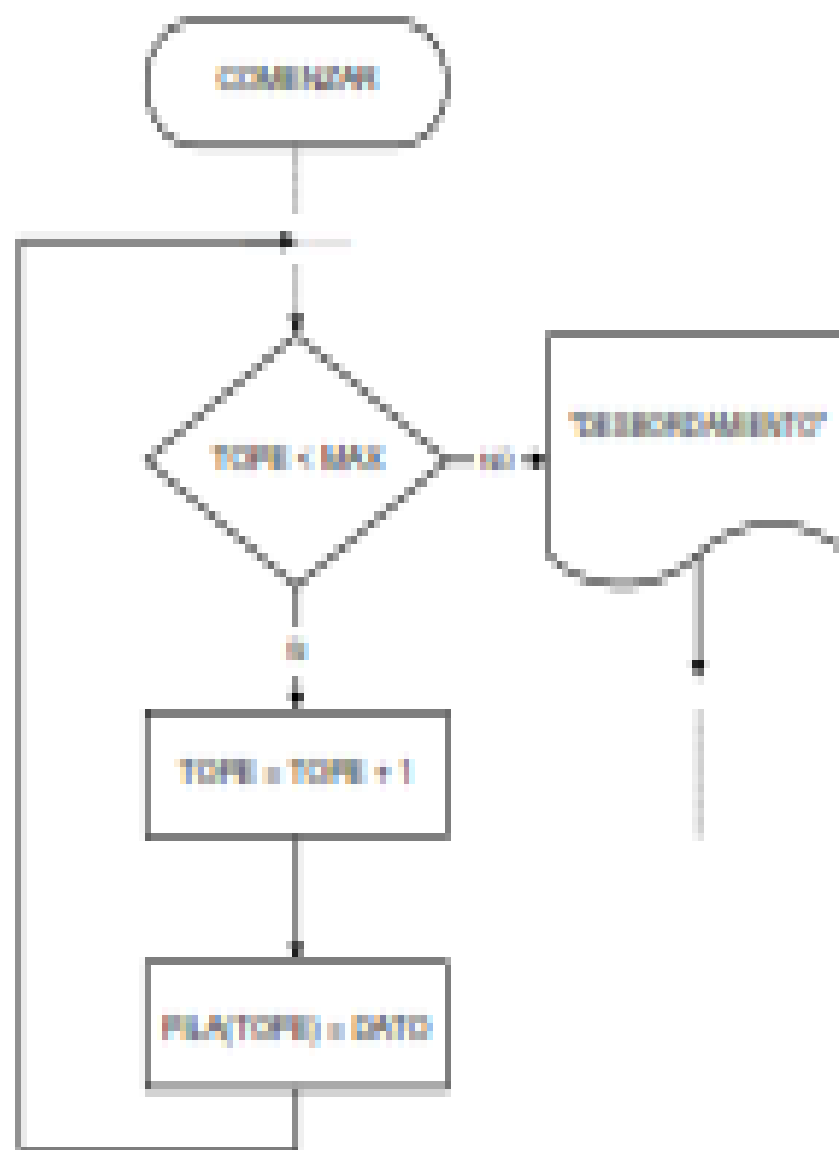 COMENZAR
TOPE < MAX
NO
"DESBORDAMIENTO"
SI
TOPE = TOPE + 1
PILA(TOPE) = DATO